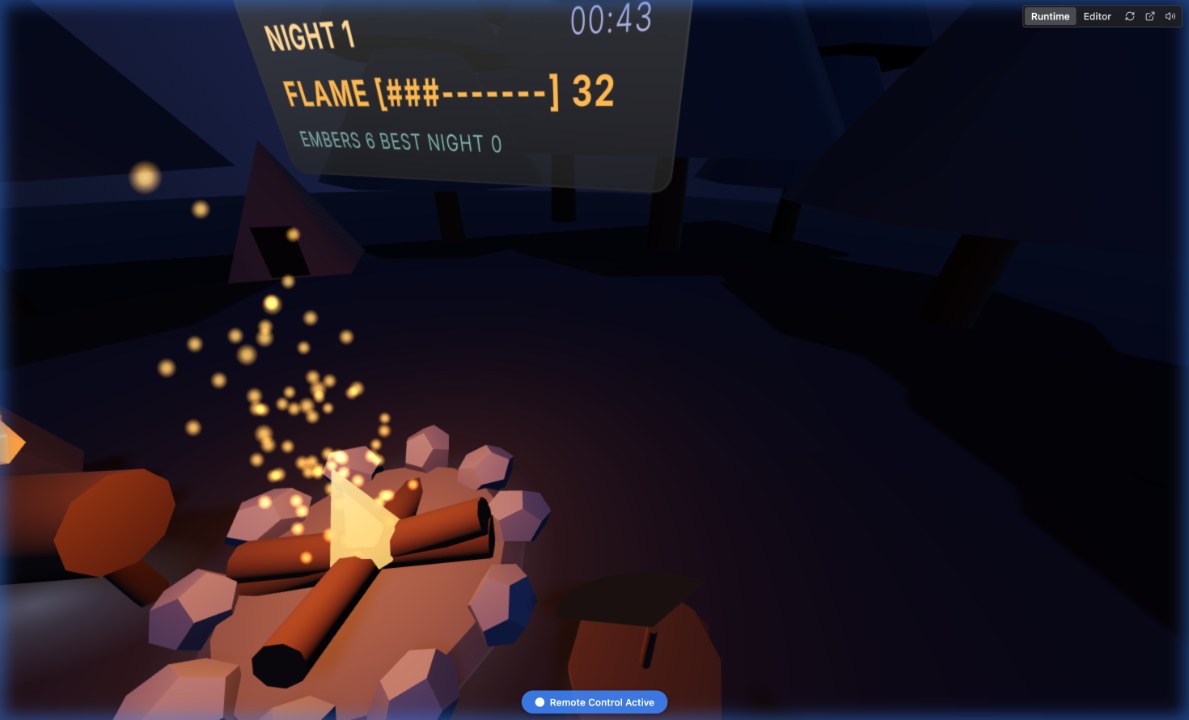 Runtime Editor
NIGHT 1 00:43
FLAME [###-------] 32
EMBERS 6 BEST NIGHT 0
Remote Control Active